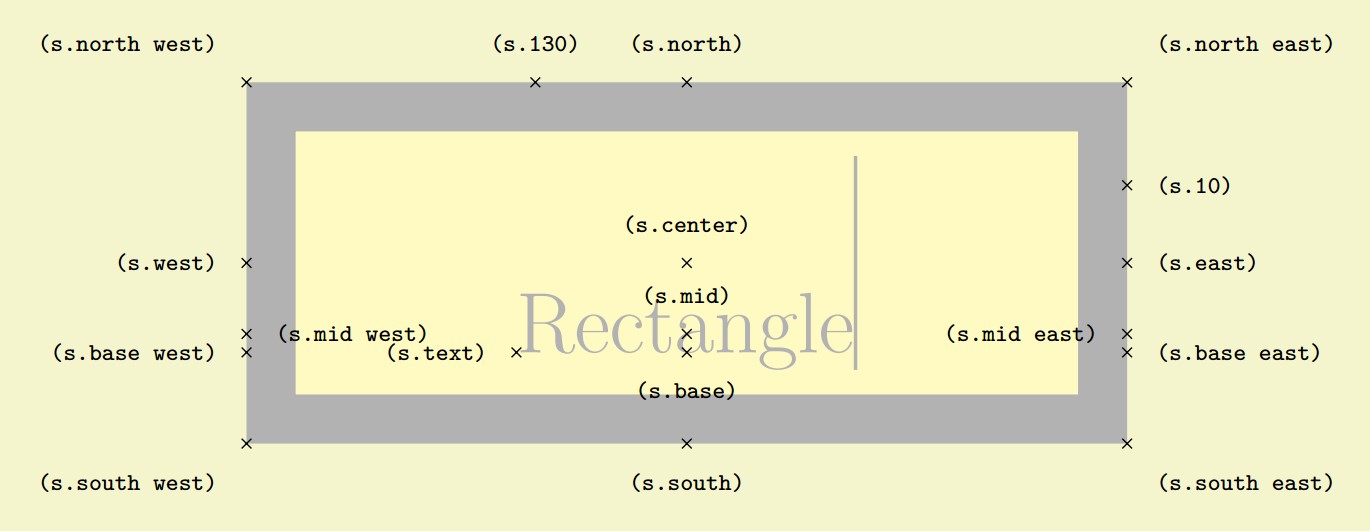 (s.north west) (s.130) (s.north) (s.north east)
(s.10)
(s.center)
(s.west) (s.east)
(s.mid)
Rectangle
(s.mid west) (s.mid east)
(s.base west) (s.text) (s.base east)
(s.base)
(s.south west) (s.south) (s.south east)